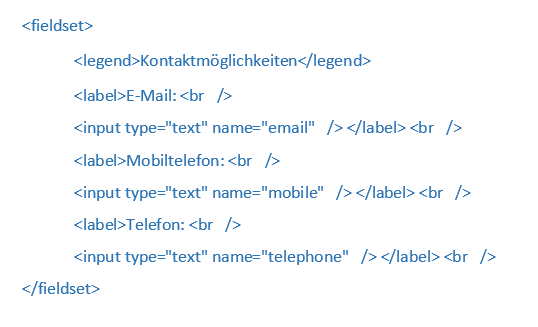 <fieldset>
<legend>Kontaktmöglichkeiten</legend>
<label>E-Mail: <br />
<input type="text" name="email" /></label><br />
<label>Mobiltelefon: <br />
<input type="text" name="mobile" /></label><br />
<label>Telefon: <br />
<input type="text" name="telephone" /></label><br />
</fieldset>